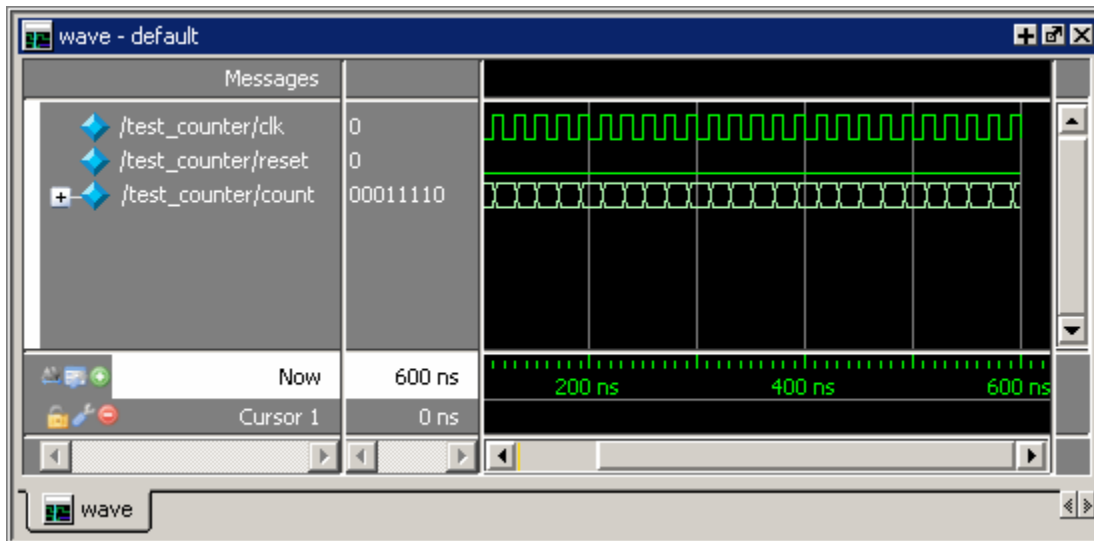 wave - default
Messages
/test_counter/clk 0
/test_counter/reset 0
/test_counter/count 00011110
Now 600 ns
200 ns 400 ns 600 ns
Cursor 1 0 ns
wave